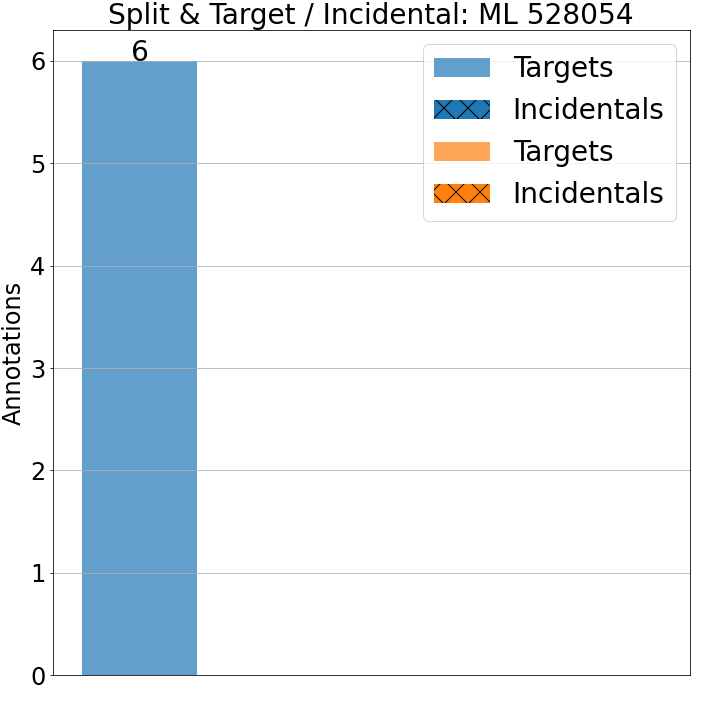 Split & Target / Incidental: ML 528054
6
Targets
Incidentals
Targets
Incidentals
Annotations
6
5
4
3
2
1
0